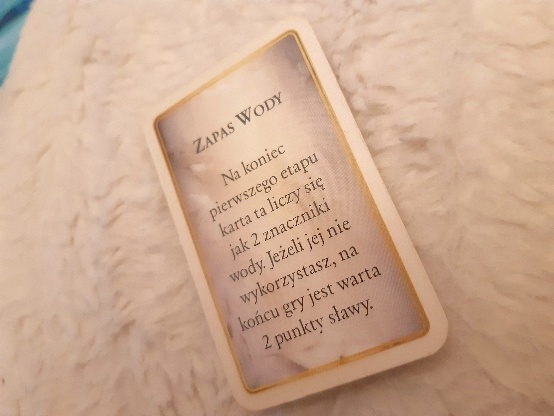 Zapas Wody
Na koniec
pierwszego etapu
karta ta liczy się
jak 2 znaczniki
wody. Jeżeli jej nie
wykorzystasz, na
końcu gry jest warta
2 punkty sławy.